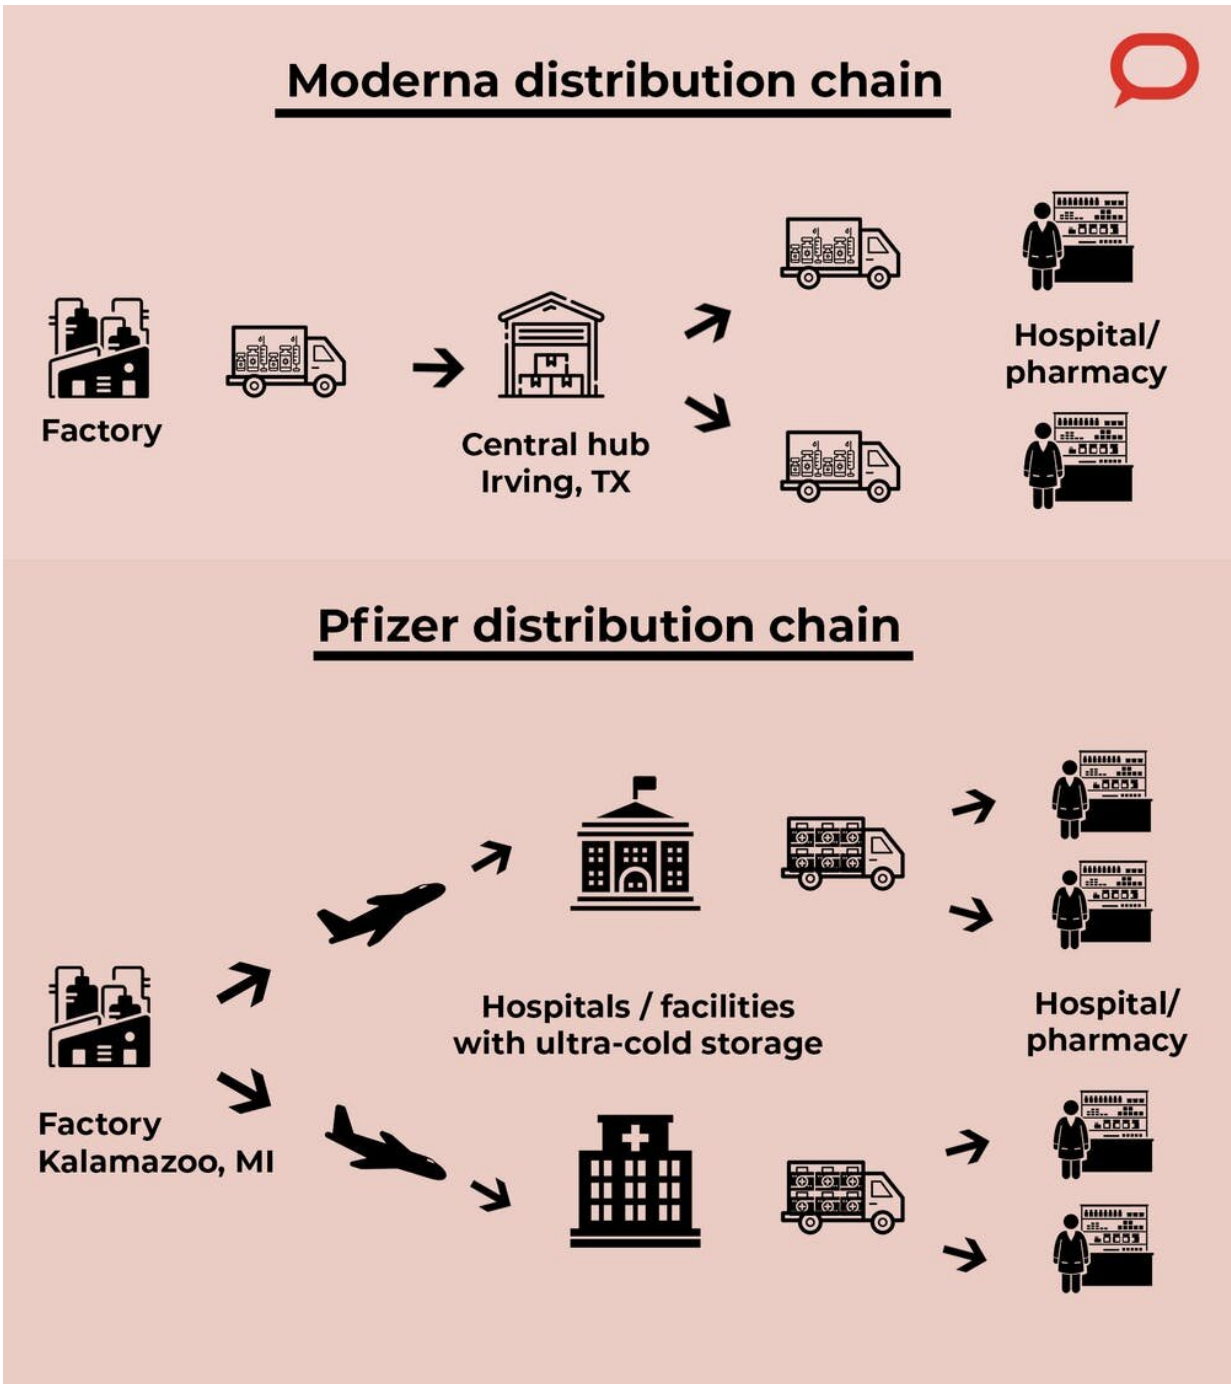 Moderna distribution chain
Factory
Central hub
Irving, TX
Hospital/
pharmacy
Pfizer distribution chain
Factory
Kalamazoo, MI
Hospitals / facilities
with ultra-cold storage
Hospital/
pharmacy